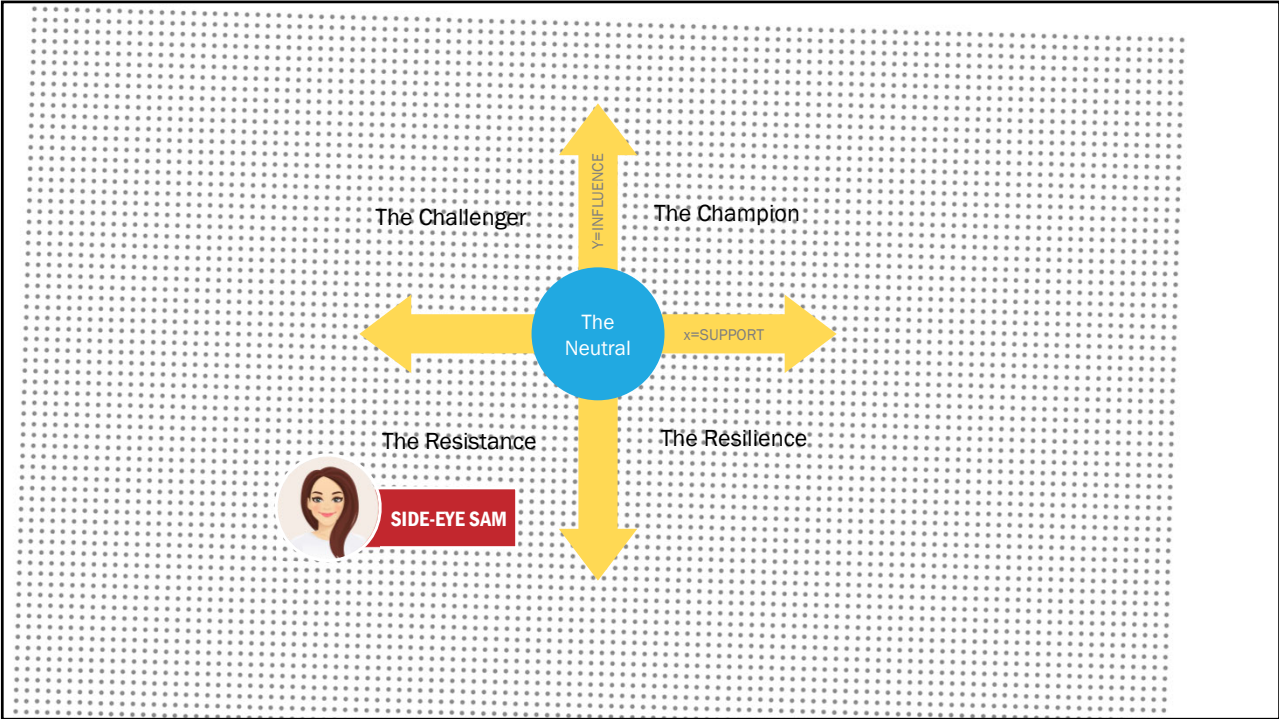 Y=INFLUENCE
The Challenger
The Champion
The
Neutral
x=SUPPORT
The Resistance
The Resilience
SIDE-EYE SAM